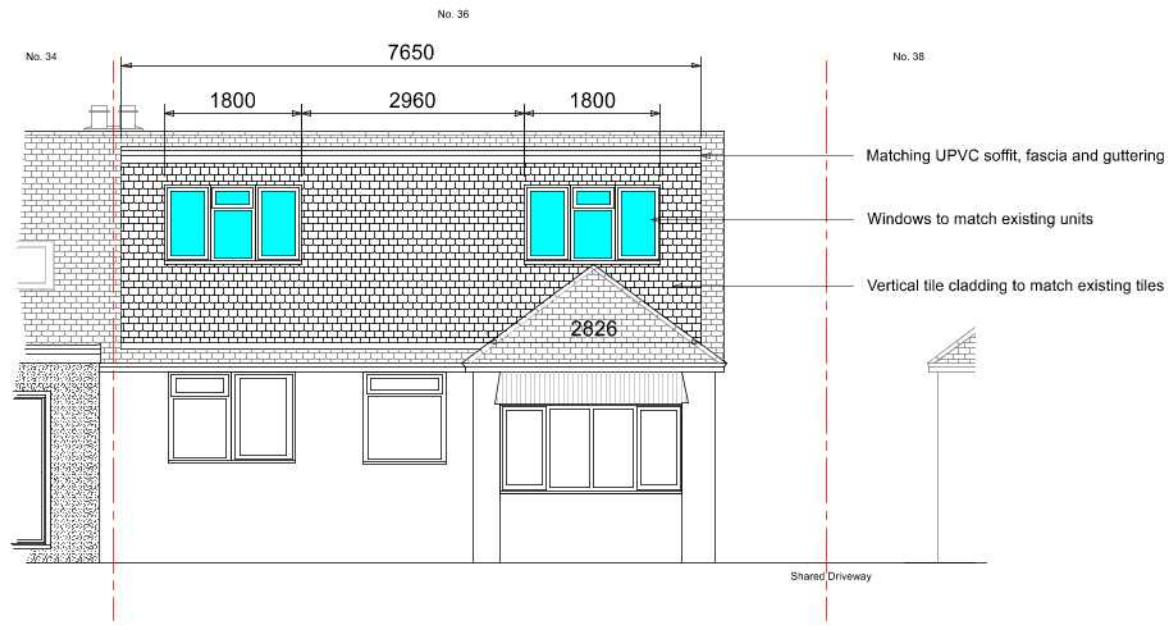 No. 36
No. 34
No. 38
7650
1800
2960
1800
Matching UPVC soffit, fascia and guttering
Windows to match existing units
Vertical tile cladding to match existing tiles
2826
Shared Driveway